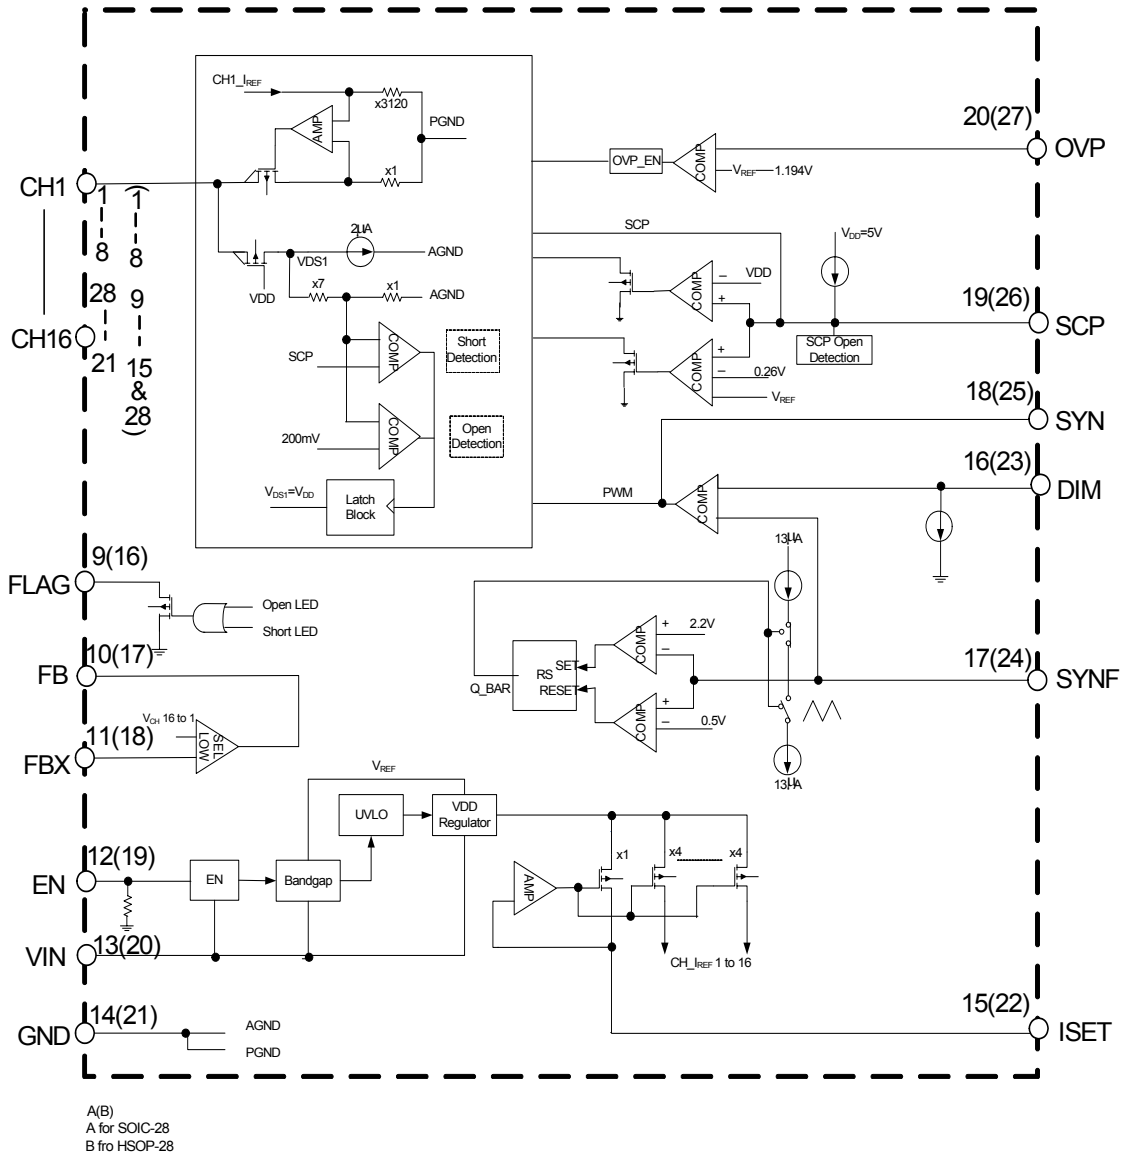 CH1_IREF
x3120
AMP
PGND
x1
20(27)
OVP
OVP_EN
COMP
VREF
1.194V
CH1
1
8
(1
8
28
21
9
15
&
28)
CH16
2µA
AGND
VDS1
VDD
x7
x1
AGND
SCP
COMP
Short
Detection
200mV
COMP
Open
Detection
VDS1=VDD
Latch
Block
SCP
VDD=5V
COMP
–
VDD
+
19(26)
SCP
SCP Open
Detection
COMP
+
–
0.26V
VREF
18(25)
SYN
16(23)
DIM
PWM
COMP
9(16)
FLAG
Open LED
Short LED
13µA
10(17)
FB
VCH 16 to 1
SEL
LOW
11(18)
FBX
Q_BAR
RS
SET
RESET
COMP
+
2.2V
–
COMP
+
–
0.5V
17(24)
SYNF
13µA
VREF
UVLO
VDD
Regulator
12(19)
EN
EN
Bandgap
AMP
x1
x4
x4
13(20)
VIN
CH_IREF 1 to 16
14(21)
GND
AGND
PGND
15(22)
ISET
A(B)
A for SOIC-28
B fro HSOP-28